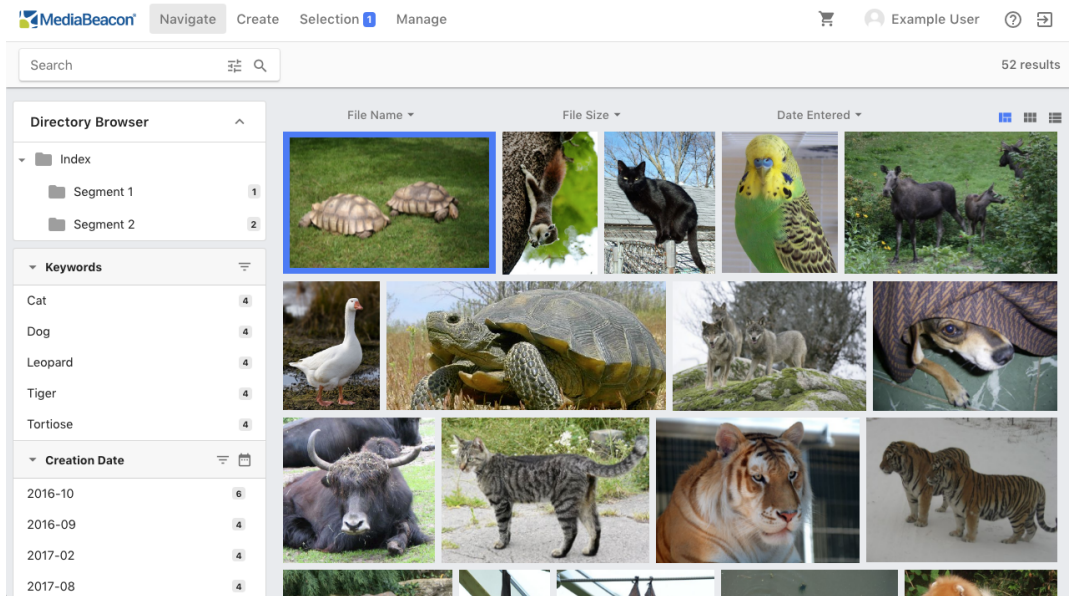 MediaBeacon® Navigate Create Selection 1 Manage Example User
Search 52 results
Directory Browser
Index
Segment 1 1
Segment 2 2
Keywords
Cat 4
Dog 4
Leopard 4
Tiger 4
Tortiose 4
Creation Date
2016-10 6
2016-09 4
2017-02 4
2017-08 4
File Name File Size Date Entered